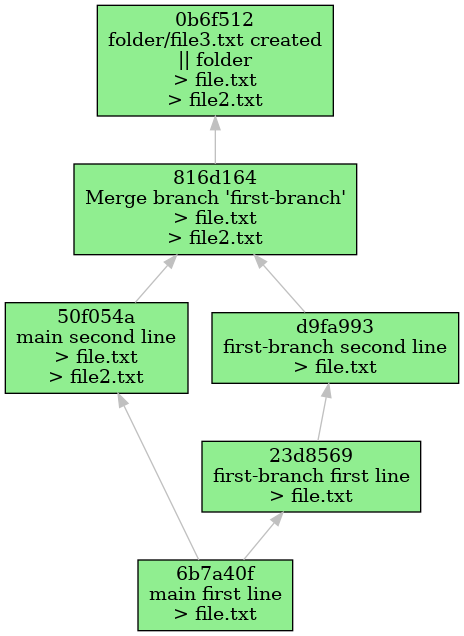 0b6f512
folder/file3.txt created
|| folder
> file.txt
> file2.txt
816d164
Merge branch 'first-branch'
> file.txt
> file2.txt
50f054a
main second line
> file.txt
> file2.txt
d9fa993
first-branch second line
> file.txt
23d8569
first-branch first line
> file.txt
6b7a40f
main first line
> file.txt